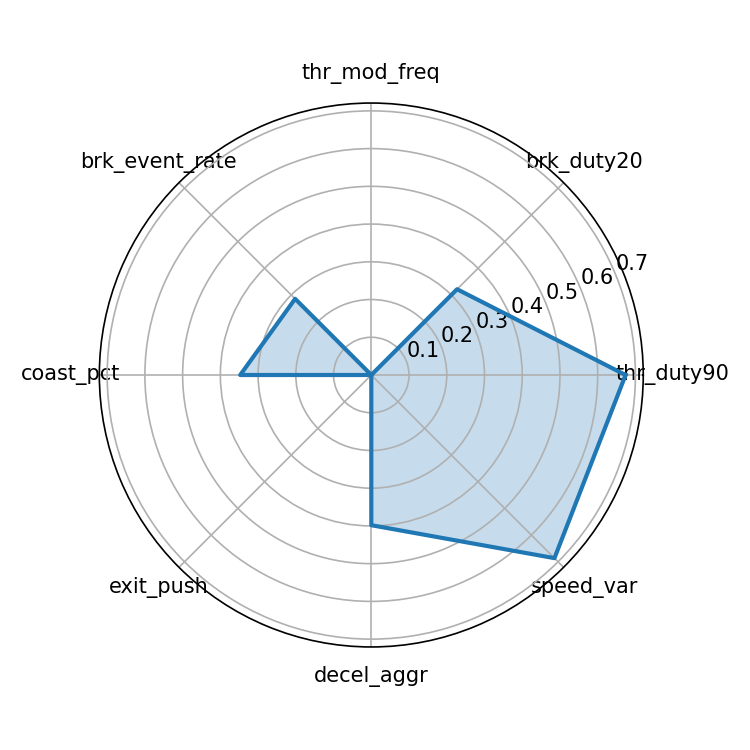 thr_mod_freq
brk_event_rate
brk_duty20
0.7
0.6
0.5
0.4
0.3
0.2
0.1
coast_pct
thr_duty90
exit_push
speed_var
decel_aggr